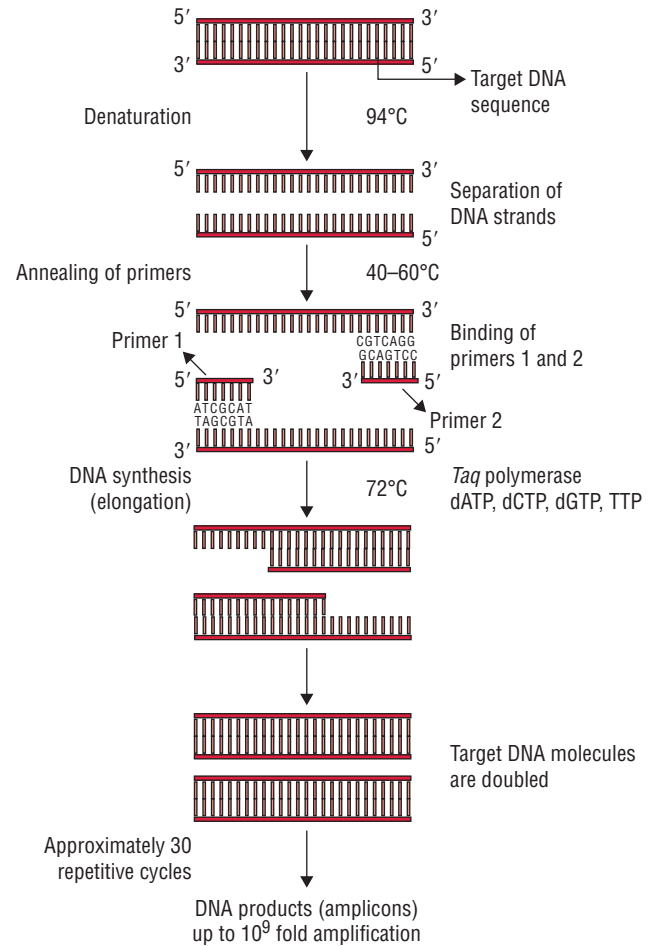 5′ 3′
3′ 5′
Target DNA
sequence
Denaturation 94°C
5′ 3′
Separation of
DNA strands
5′
Annealing of primers 40–60°C
5′ 3′
CGTCAGG
GCAGTCC
Binding of
primers 1 and 2
Primer 1
5′ 3′ 3′ 5′
ATCGCAT
TAGCGTA
Primer 2
3′ 5′
DNA synthesis
(elongation)
72°C
Taq polymerase
dATP, dCTP, dGTP, TTP
Target DNA molecules
are doubled
Approximately 30
repetitive cycles
DNA products (amplicons)
up to 10⁹ fold amplification